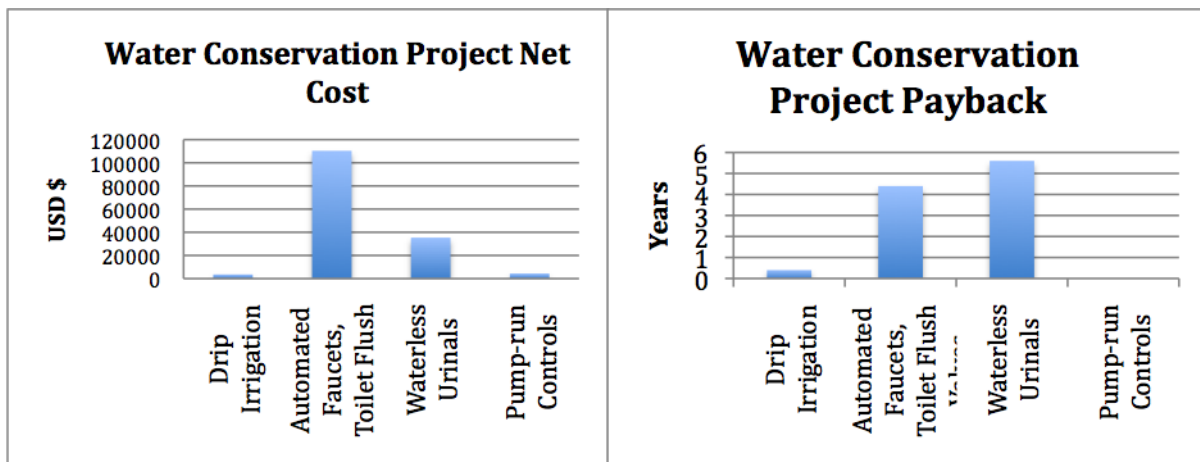 Water Conservation Project Net
Cost
USD $
120000
100000
80000
60000
40000
20000
0
Drip
Irrigation
Automated
Faucets,
Toilet Flush
Waterless
Urinals
Pump-run
Controls
Water Conservation
Project Payback
Years
6
5
4
3
2
1
0
Drip
Irrigation
Automated
Faucets,
Toilet Flush
Waterless
Urinals
Pump-run
Controls